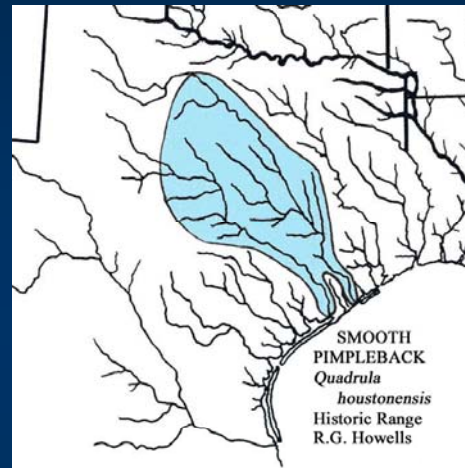 SMOOTH
PIMPLEBACK
Quadrula
houstonensis
Historic Range
R.G. Howells